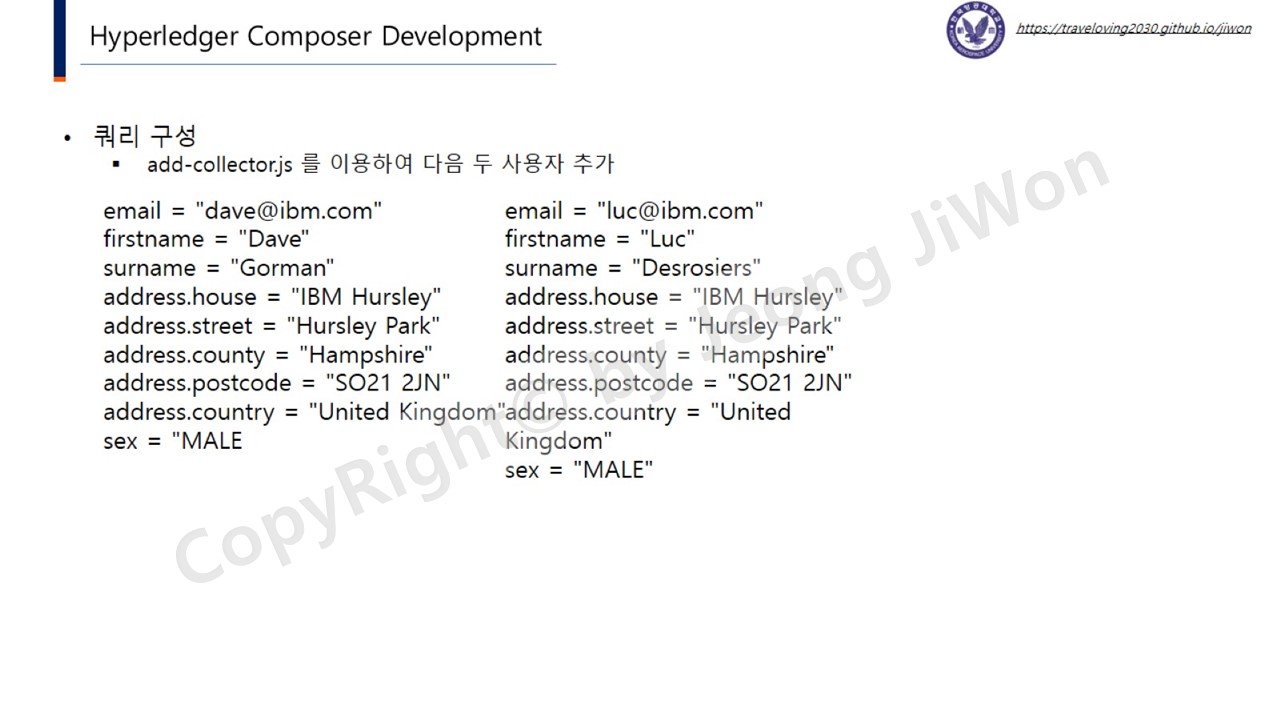 Hyperledger Composer Development
https://traveloving2030.github.io/jiwon
• 쿼리 구성
▪ add-collector.js 를 이용하여 다음 두 사용자 추가
email = "dave@ibm.com"
firstname = "Dave"
surname = "Gorman"
address.house = "IBM Hursley"
address.street = "Hursley Park"
address.county = "Hampshire"
address.postcode = "SO21 2JN"
address.country = "United Kingdom"
sex = "MALE
email = "luc@ibm.com"
firstname = "Luc"
surname = "Desrosiers"
address.house = "IBM Hursley"
address.street = "Hursley Park"
address.county = "Hampshire"
address.postcode = "SO21 2JN"
address.country = "United
Kingdom"
sex = "MALE"
CopyRight© by Jeong JiWon